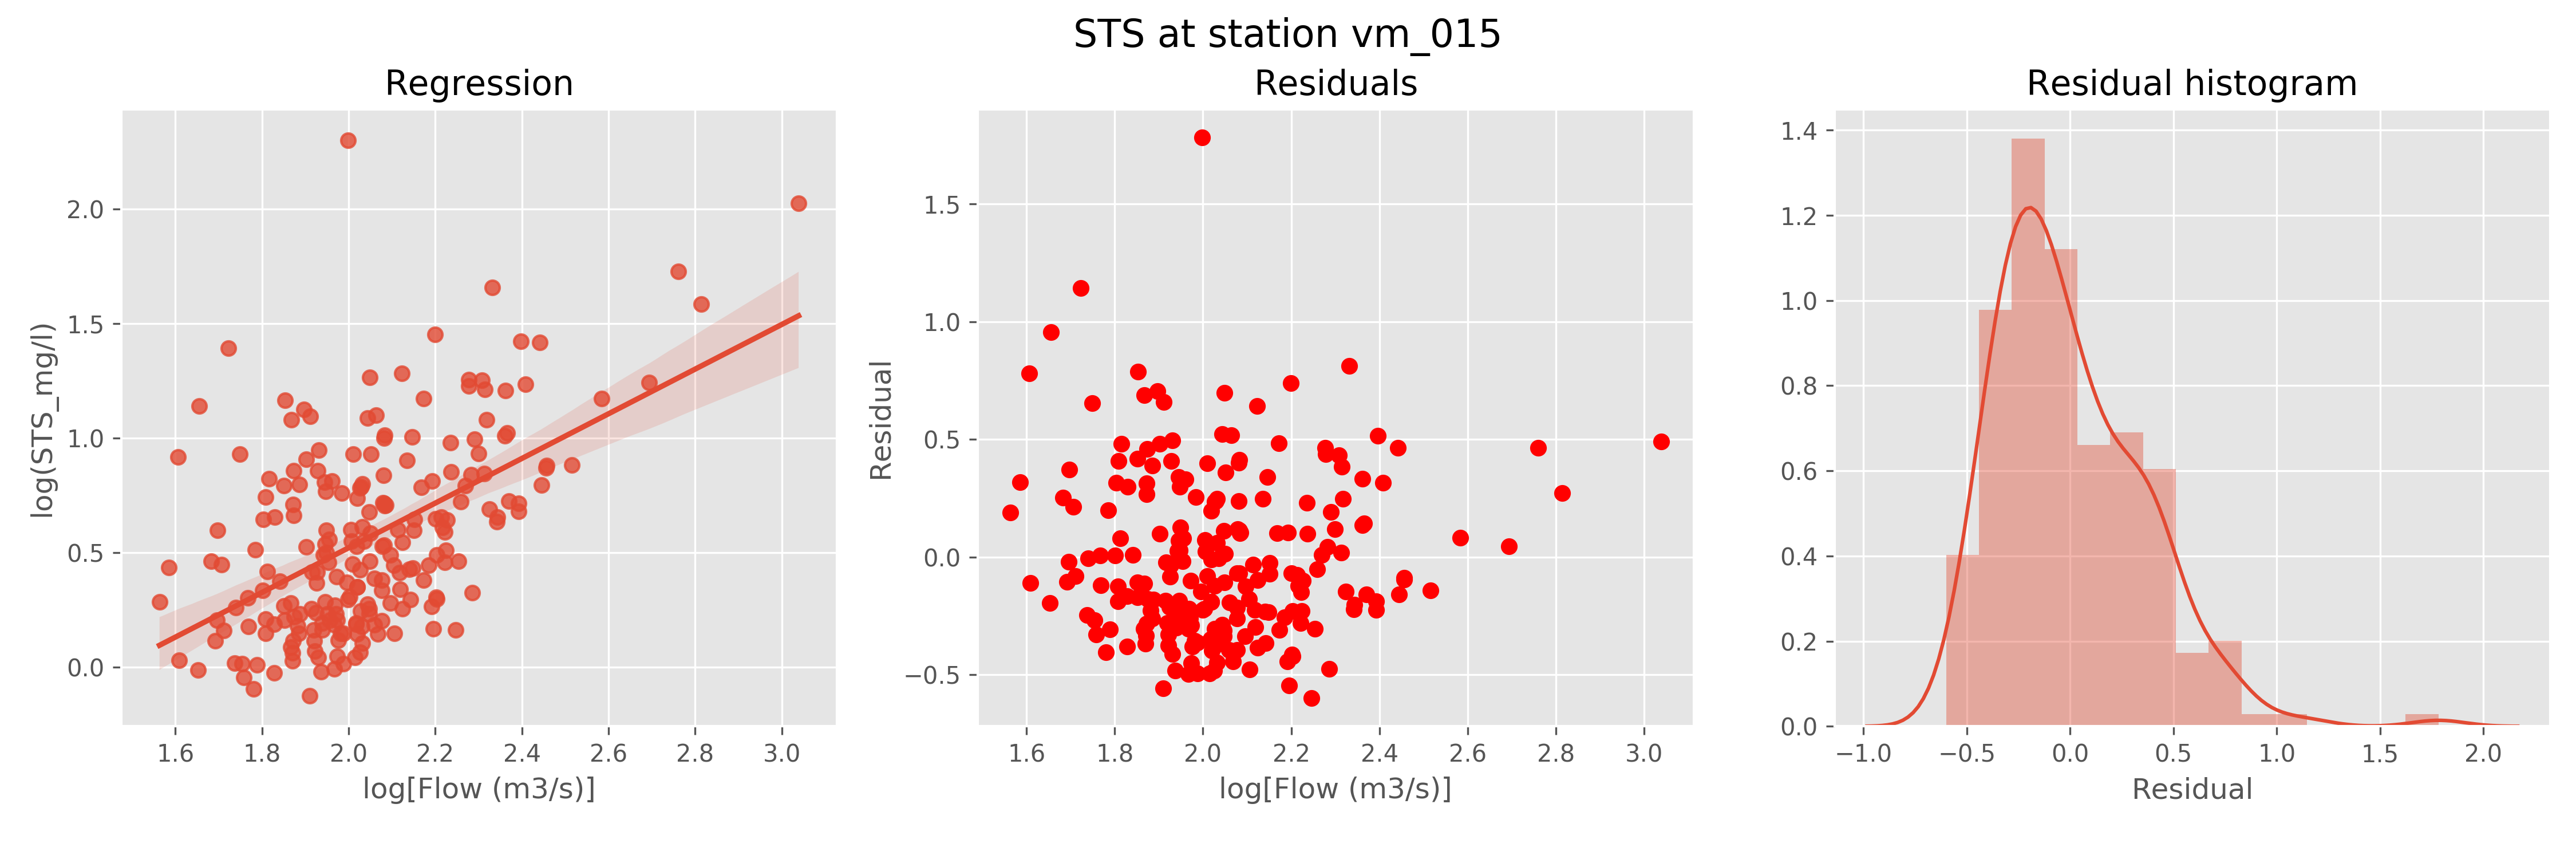 STS at station vm_015
Regression
Residuals
Residual histogram
2.0
1.5
1.0
0.5
0.0
log(STS_mg/l)
1.6 1.8 2.0 2.2 2.4 2.6 2.8 3.0
log[Flow (m3/s)]
1.5
1.0
0.5
0.0
−0.5
Residual
1.6 1.8 2.0 2.2 2.4 2.6 2.8 3.0
log[Flow (m3/s)]
1.4
1.2
1.0
0.8
0.6
0.4
0.2
0.0
−1.0 −0.5 0.0 0.5 1.0 1.5 2.0
Residual